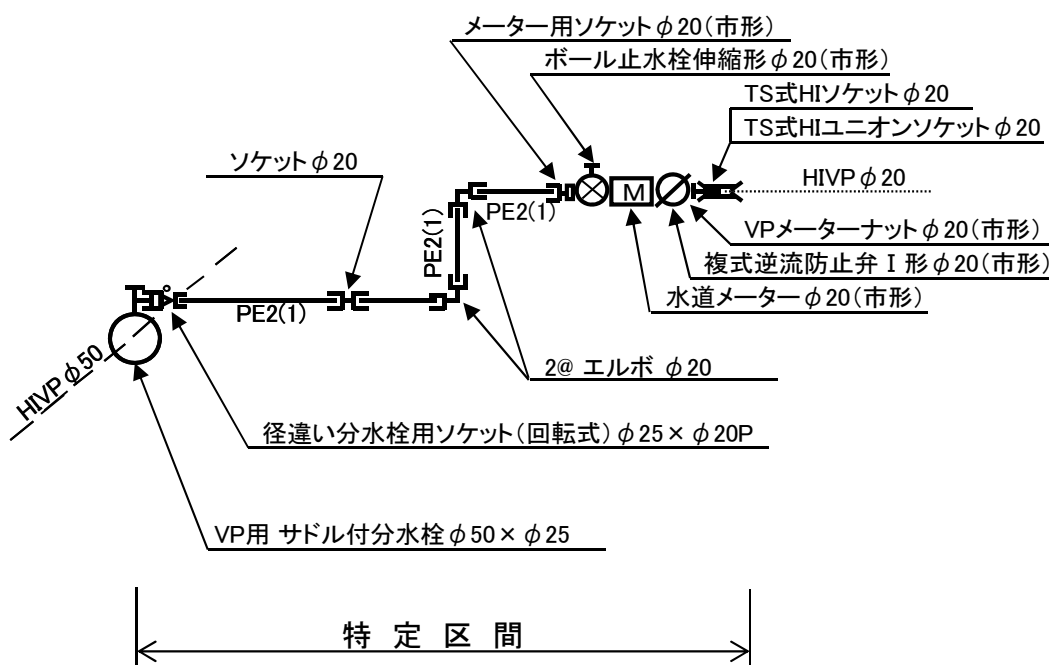 メーター用ソケットφ20(市形)
ボール止水栓伸縮形φ20(市形)
TS式HIソケットφ20
TS式HIユニオンソケットφ20
ソケットφ20
HIVPφ20
M
PE2(1)
PE2(1)
VPメーターナットφ20(市形)
複式逆流防止弁Ⅰ形φ20(市形)
水道メーターφ20(市形)
PE2(1)
2@ エルボ φ20
HIVPφ50
径違い分水栓用ソケット(回転式)φ25×φ20P
VP用 サドル付分水栓φ50×φ25
特定区間